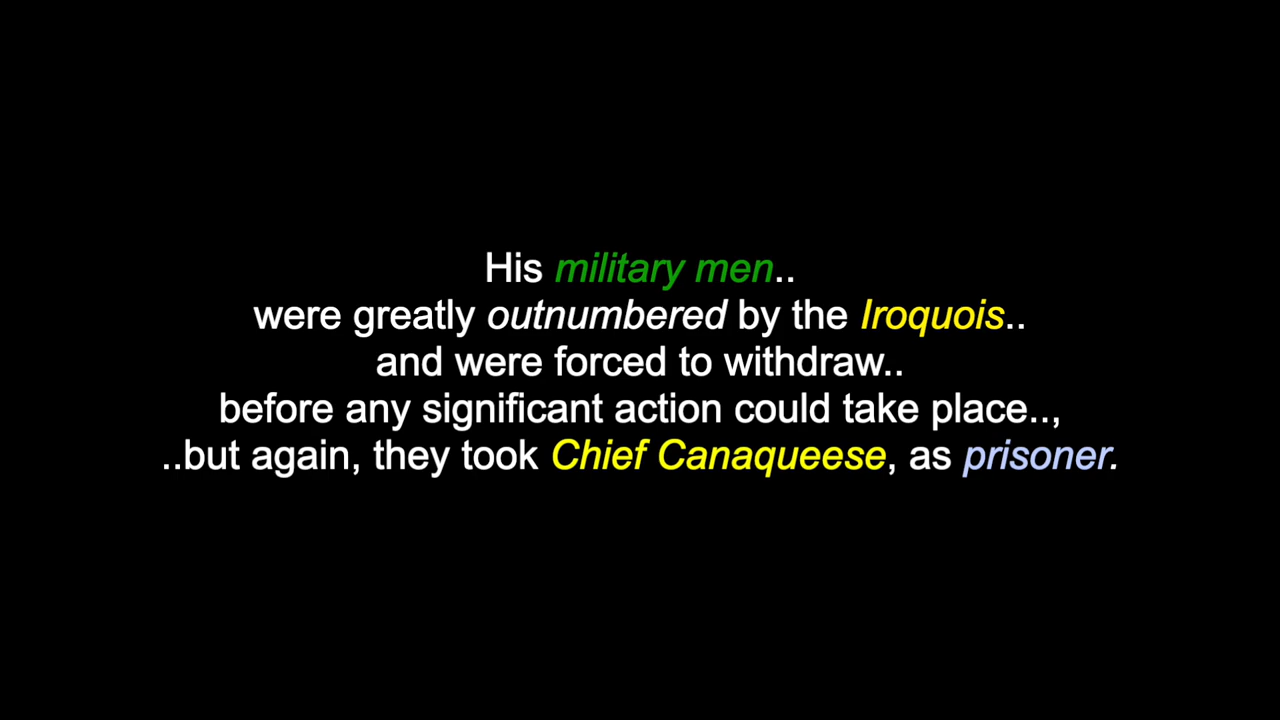 His military men..
were greatly outnumbered by the Iroquois..
and were forced to withdraw..
before any significant action could take place..,
..but again, they took Chief Canaqueese, as prisoner.